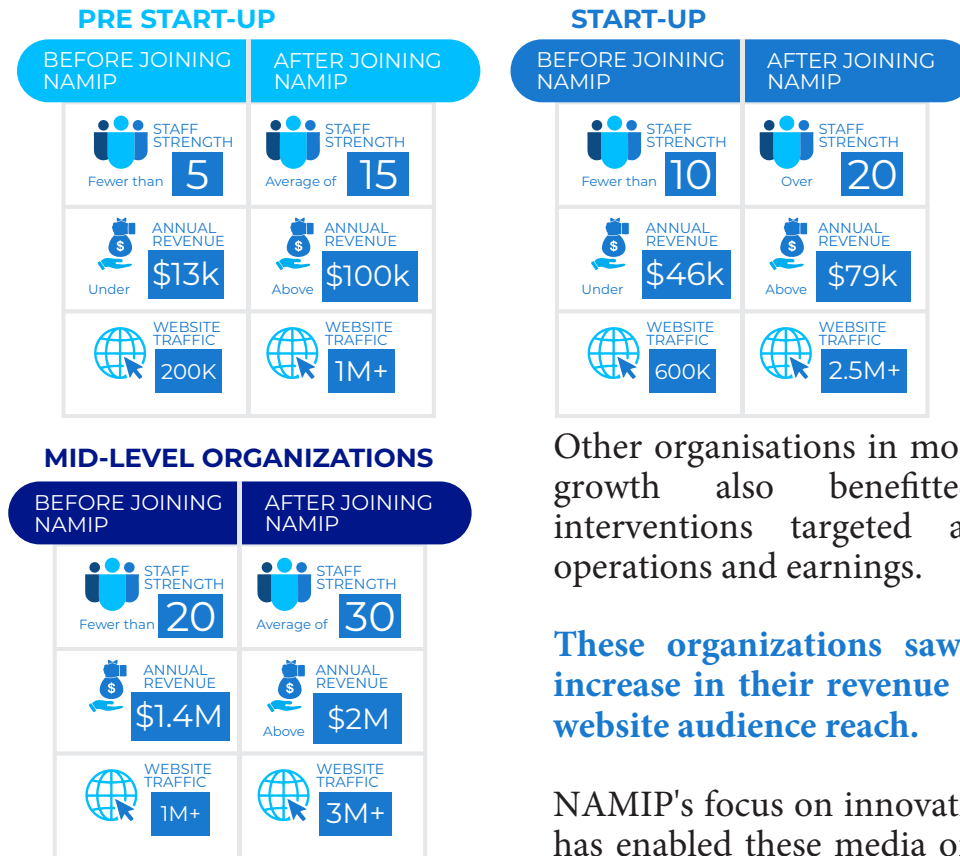 PRE START-UP
BEFORE JOINING
NAMIP
AFTER JOINING
NAMIP
STAFF
STRENGTH
Fewer than 5
STAFF
STRENGTH
Average of 15
ANNUAL
REVENUE
$
Under $13k
ANNUAL
REVENUE
$
Above $100k
WEBSITE
TRAFFIC
200K
WEBSITE
TRAFFIC
1M+
START-UP
BEFORE JOINING
NAMIP
AFTER JOINING
NAMIP
STAFF
STRENGTH
Fewer than 10
STAFF
STRENGTH
Over 20
ANNUAL
REVENUE
$
Under $46k
ANNUAL
REVENUE
$
Above $79k
WEBSITE
TRAFFIC
600K
WEBSITE
TRAFFIC
2.5M+
MID-LEVEL ORGANIZATIONS
BEFORE JOINING
NAMIP
AFTER JOINING
NAMIP
STAFF
STRENGTH
Fewer than 20
STAFF
STRENGTH
Average of 30
ANNUAL
REVENUE
$
$1.4M
ANNUAL
REVENUE
$
Above $2M
WEBSITE
TRAFFIC
1M+
WEBSITE
TRAFFIC
3M+
Other organisations in mo
growth also benefitte
interventions targeted a
operations and earnings.
These organizations saw
increase in their revenue
website audience reach.
NAMIP's focus on innovati
has enabled these media o